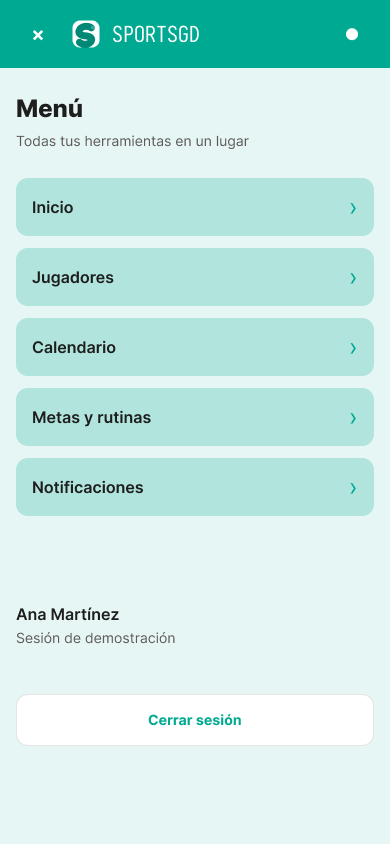 ×
SPORTSGD
Menú
Todas tus herramientas en un lugar
Inicio ›
Jugadores ›
Calendario ›
Metas y rutinas ›
Notificaciones ›
Ana Martínez
Sesión de demostración
Cerrar sesión